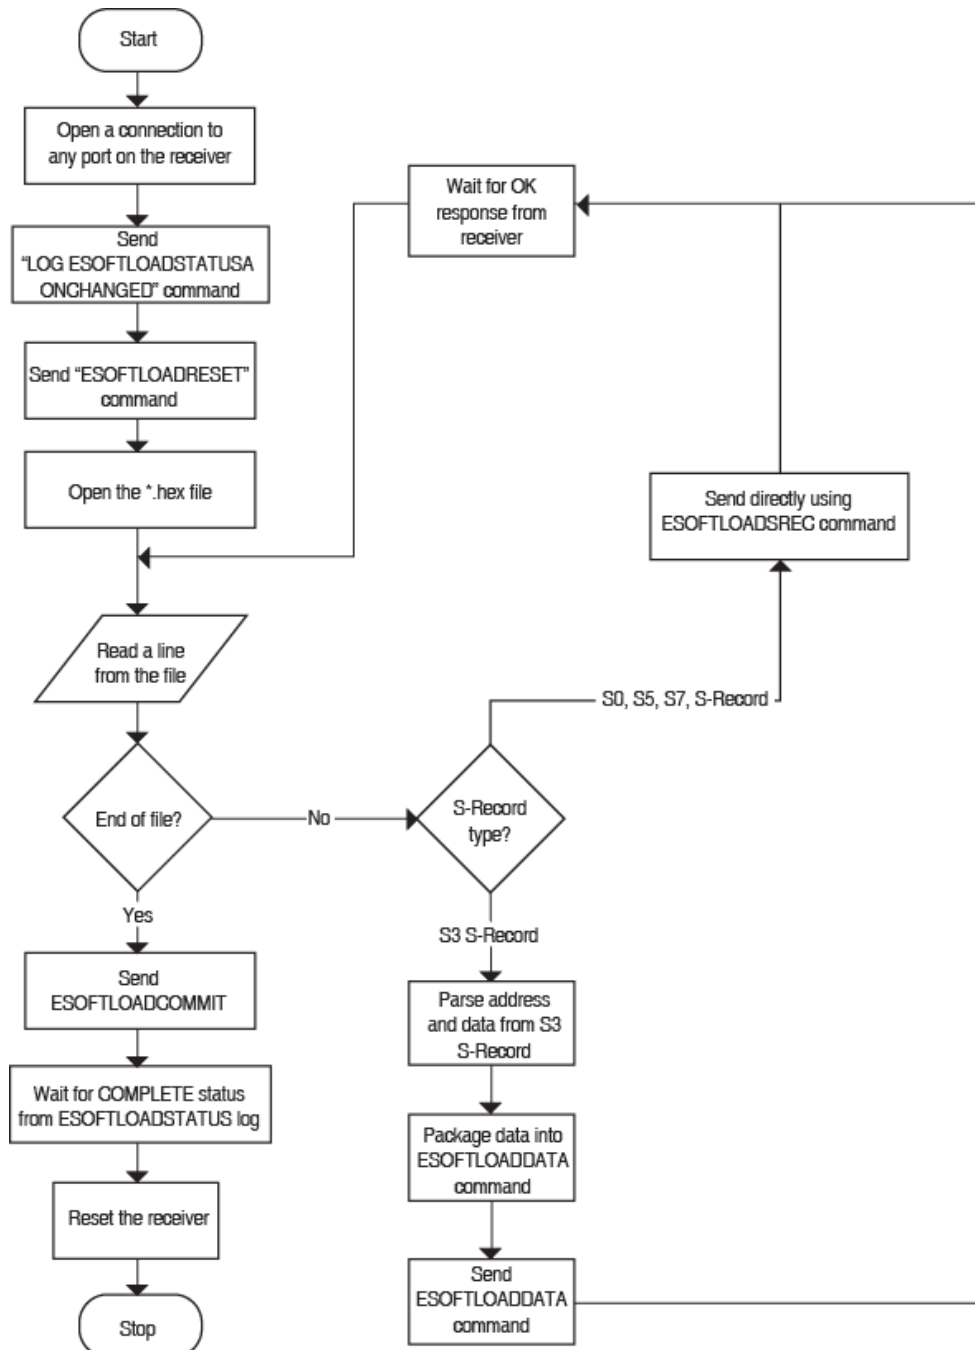 Start
Open a connection to
any port on the receiver
Send
“LOG ESOFTLOADSTATUSA
ONCHANGED” command
Send “ESOFTLOADRESET”
command
Open the *.hex file
Read a line
from the file
End of file?
No
Yes
Send
ESOFTLOADCOMMIT
Wait for COMPLETE status
from ESOFTLOADSTATUS log
Reset the receiver
Stop
Wait for OK
response from
receiver
Send directly using
ESOFTLOADSREC command
S0, S5, S7, S-Record
S-Record
type?
S3 S-Record
Parse address
and data from S3
S-Record
Package data into
ESOFTLOADDATA
command
Send
ESOFTLOADDATA
command